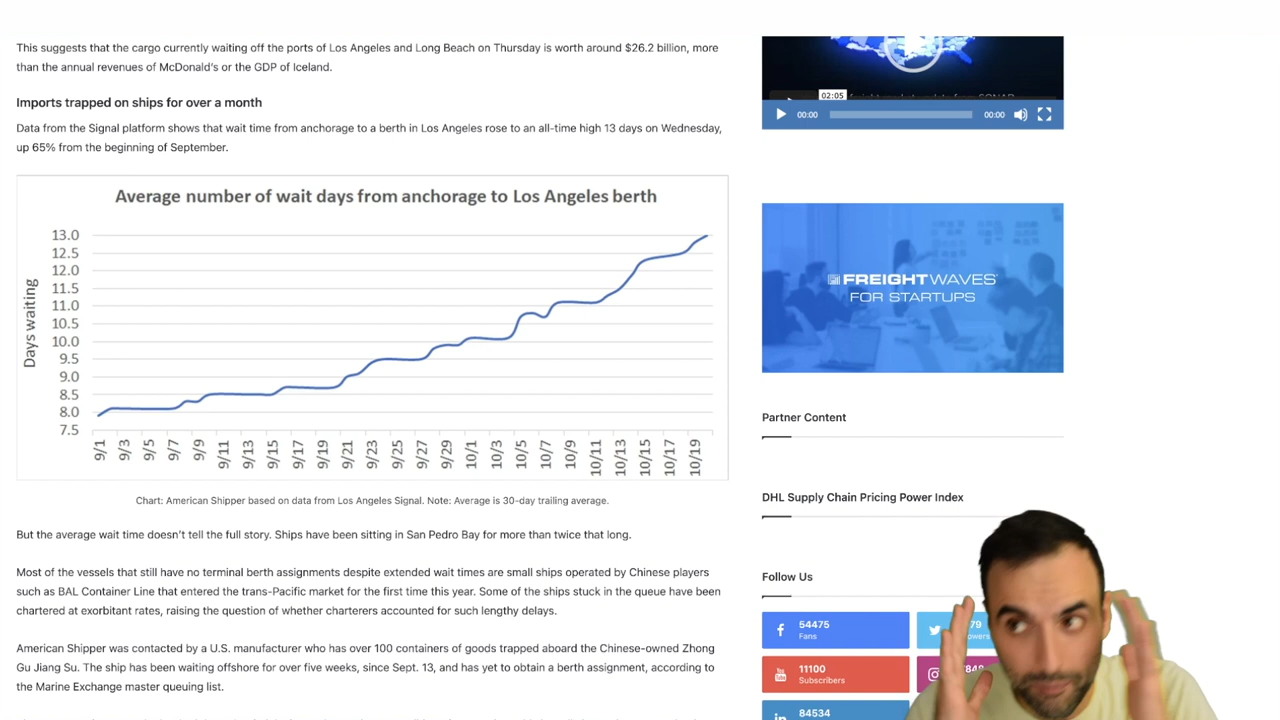 This suggests that the cargo currently waiting off the ports of Los Angeles and Long Beach on Thursday is worth around $26.2 billion, more
than the annual revenues of McDonald's or the GDP of Iceland.
Imports trapped on ships for over a month
Data from the Signal platform shows that wait time from anchorage to a berth in Los Angeles rose to an all-time high 13 days on Wednesday,
up 65% from the beginning of September.
Average number of wait days from anchorage to Los Angeles berth
Days waiting
13.0
12.5
12.0
11.5
11.0
10.5
10.0
9.5
9.0
8.5
8.0
7.5
9/1 9/3 9/5 9/7 9/9 9/11 9/13 9/15 9/17 9/19 9/21 9/23 9/25 9/27 9/29 10/1 10/3 10/5 10/7 10/9 10/11 10/13 10/15 10/17 10/19
Chart: American Shipper based on data from Los Angeles Signal. Note: Average is 30-day trailing average.
But the average wait time doesn't tell the full story. Ships have been sitting in San Pedro Bay for more than twice that long.
Most of the vessels that still have no terminal berth assignments despite extended wait times are small ships operated by Chinese players
such as BAL Container Line that entered the trans-Pacific market for the first time this year. Some of the ships stuck in the queue have been
chartered at exorbitant rates, raising the question of whether charterers accounted for such lengthy delays.
American Shipper was contacted by a U.S. manufacturer who has over 100 containers of goods trapped aboard the Chinese-owned Zhong
Gu Jiang Su. The ship has been waiting offshore for over five weeks, since Sept. 13, and has yet to obtain a berth assignment, according to
the Marine Exchange master queuing list.
02:05
00:00 00:00
FREIGHTWAVES
FOR STARTUPS
Partner Content
DHL Supply Chain Pricing Power Index
Follow Us
54475
Fans
79
11100
Subscribers
84534